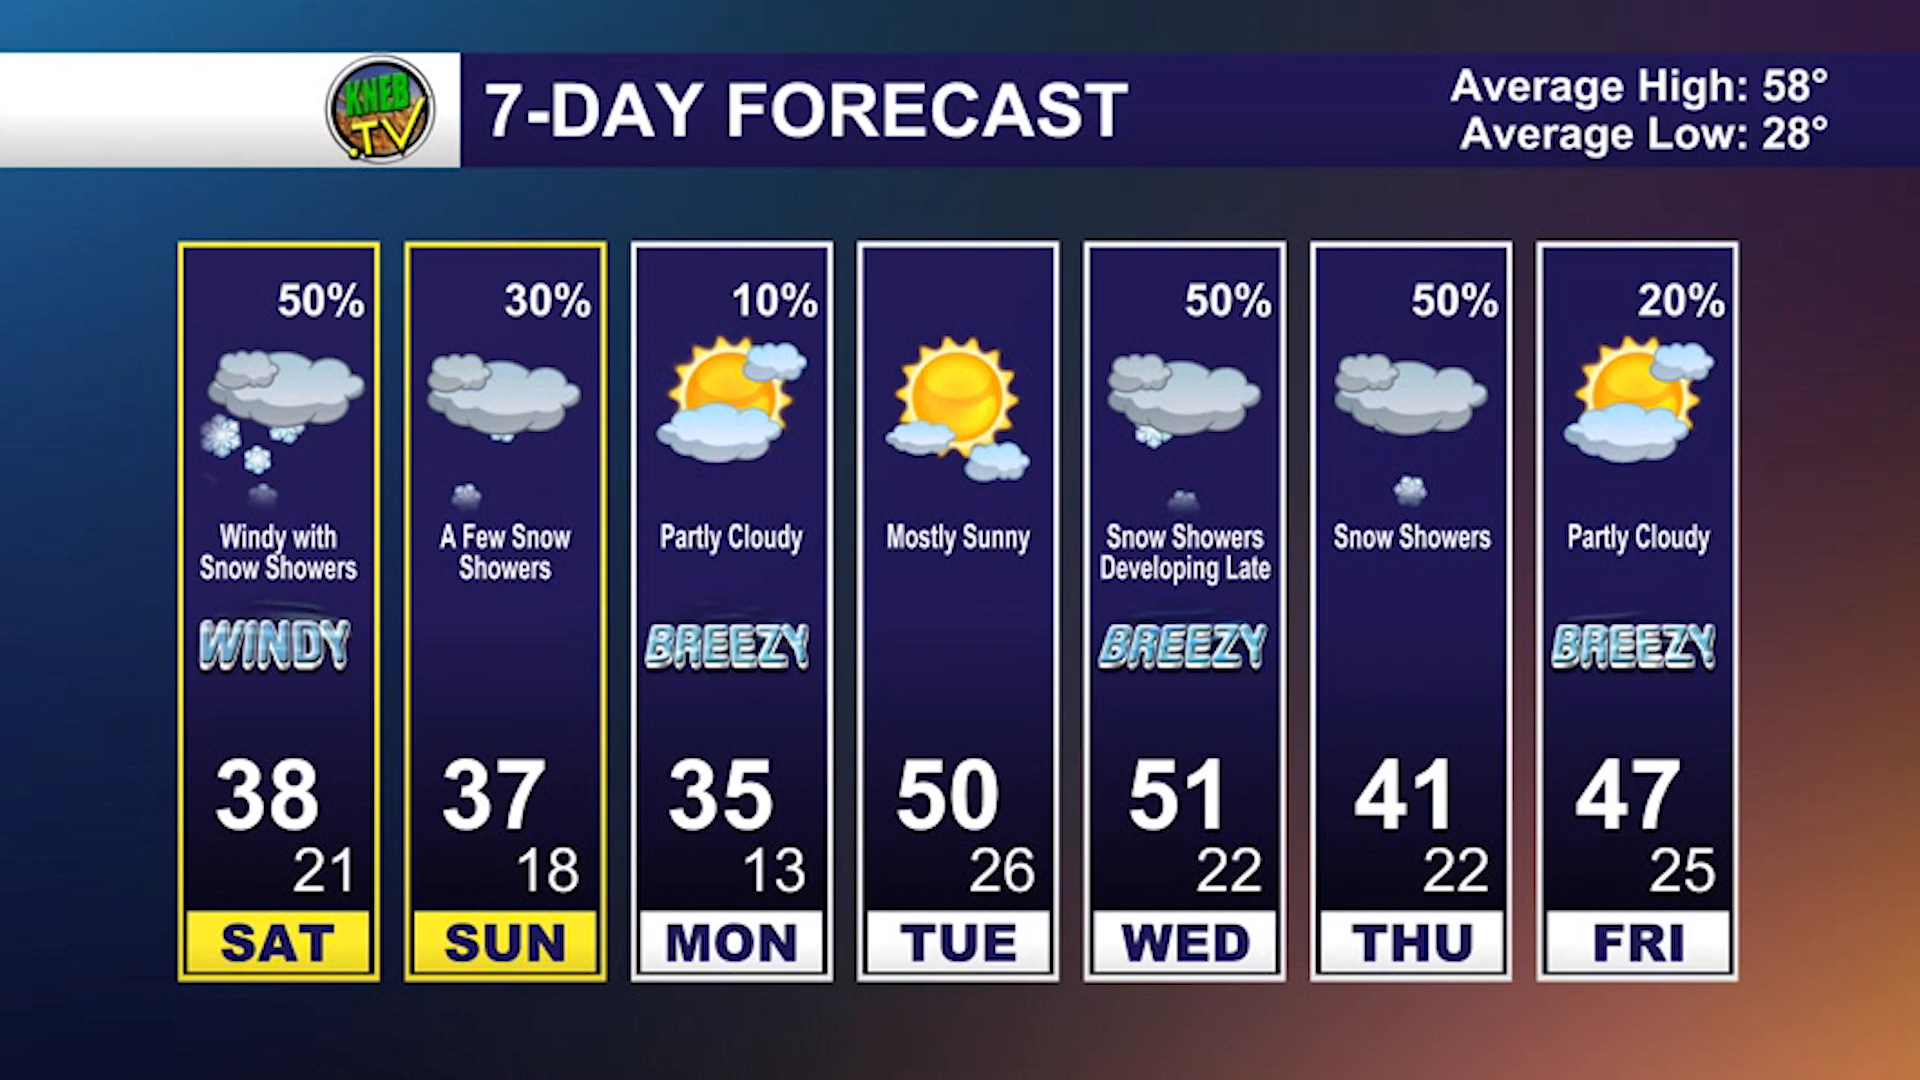 KNEB
.TV
7-DAY FORECAST
Average High: 58°
Average Low: 28°
50%
Windy with
Snow Showers
WINDY
38
21
SAT
30%
A Few Snow
Showers
37
18
SUN
10%
Partly Cloudy
BREEZY
35
13
MON
Mostly Sunny
50
26
TUE
50%
Snow Showers
Developing Late
BREEZY
51
22
WED
50%
Snow Showers
41
22
THU
20%
Partly Cloudy
BREEZY
47
25
FRI